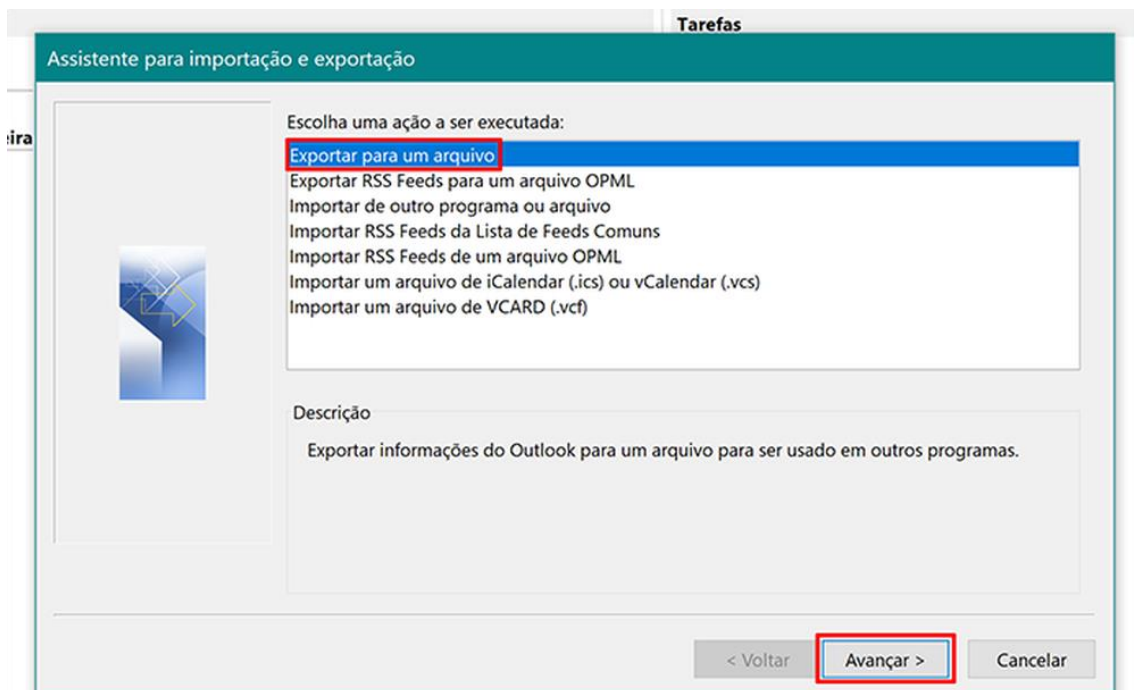 Tarefas
Assistente para importação e exportação
eira
Escolha uma ação a ser executada:
Exportar para um arquivo
Exportar RSS Feeds para um arquivo OPML
Importar de outro programa ou arquivo
Importar RSS Feeds da Lista de Feeds Comuns
Importar RSS Feeds de um arquivo OPML
Importar um arquivo de iCalendar (.ics) ou vCalendar (.vcs)
Importar um arquivo de VCARD (.vcf)
Descrição
Exportar informações do Outlook para um arquivo para ser usado em outros programas.
< Voltar Avançar > Cancelar